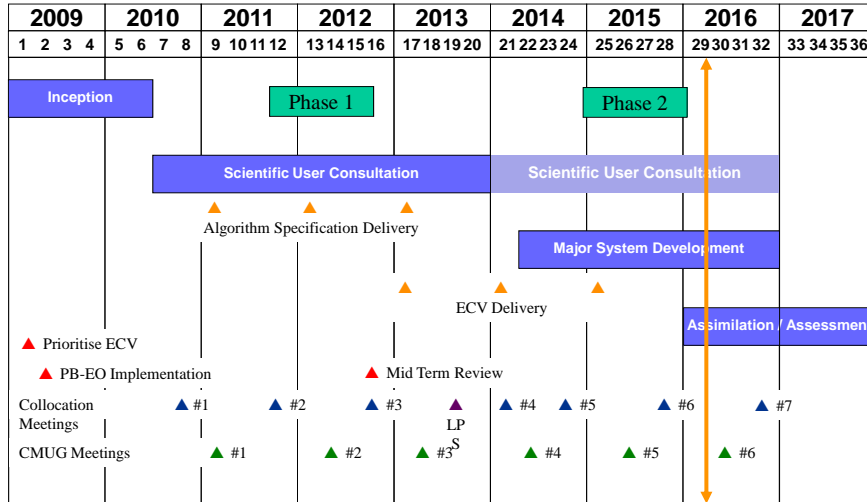 2009 2010 2011 2012 2013 2014 2015 2016 2017
1 2 3 4 5 6 7 8 9 10 11 12 13 14 15 16 17 18 19 20 21 22 23 24 25 26 27 28 29 30 31 32 33 34 35 36
Inception
Phase 1
Phase 2
Scientific User Consultation
Scientific User Consultation
Algorithm Specification Delivery
Major System Development
ECV Delivery
Assimilation / Assessment
Prioritise ECV
PB-EO Implementation
Mid Term Review
Collocation
Meetings
#1 #2 #3
LP
S
#4 #5 #6 #7
CMUG Meetings
#1 #2 #3 #4 #5 #6